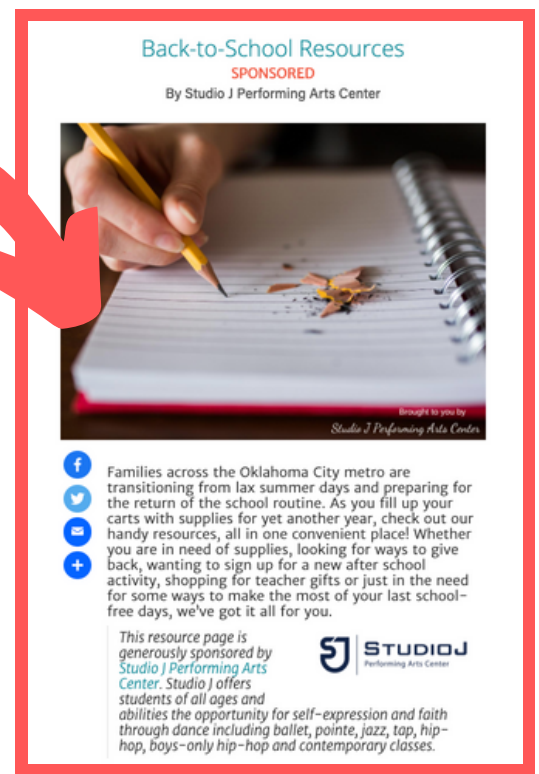 Back-to-School Resources
SPONSORED
By Studio J Performing Arts Center
Brought to you by
Studio J Performing Arts Center
Families across the Oklahoma City metro are
transitioning from lax summer days and preparing for
the return of the school routine. As you fill up your
carts with supplies for yet another year, check out our
handy resources, all in one convenient place! Whether
you are in need of supplies, looking for ways to give
back, wanting to sign up for a new after school
activity, shopping for teacher gifts or just in the need
for some ways to make the most of your last school-
free days, we've got it all for you.
This resource page is
generously sponsored by
Studio J Performing Arts
Center. Studio J offers
students of all ages and
abilities the opportunity for self-expression and faith
through dance including ballet, pointe, jazz, tap, hip-
hop, boys-only hip-hop and contemporary classes.
SJ STUDIOJ
Performing Arts Center